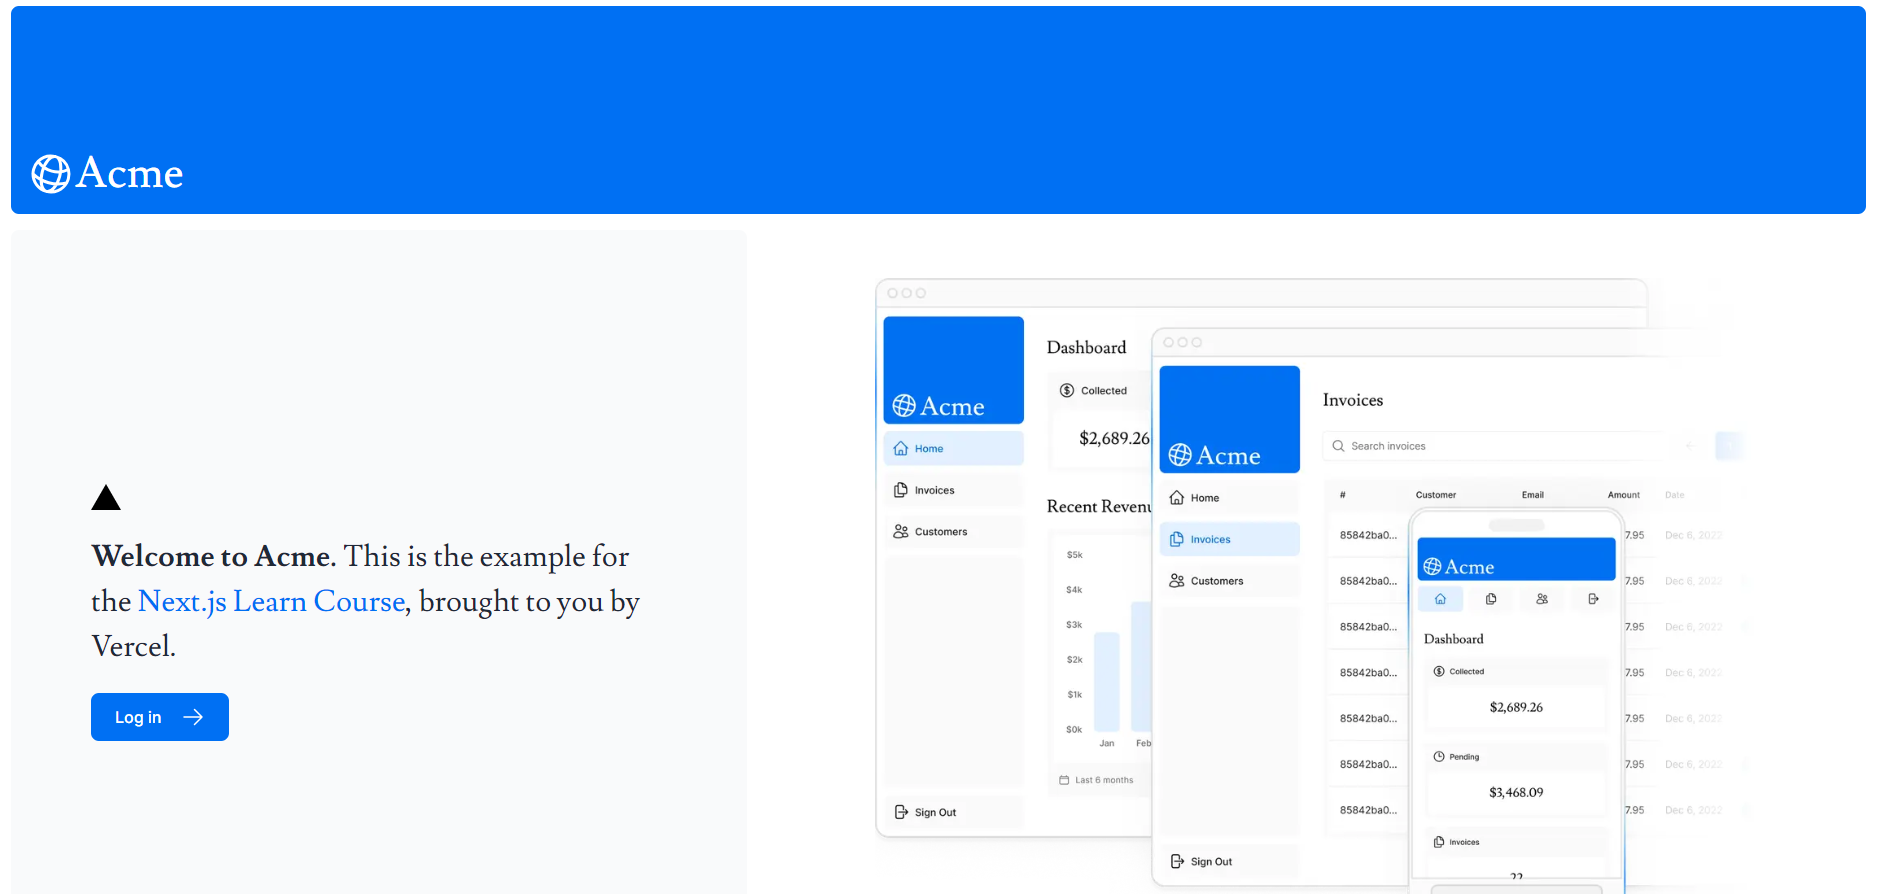 Acme
Welcome to Acme. This is the example for
the Next.js Learn Course, brought to you by
Vercel.
Log in
Acme
Home
Invoices
Customers
Sign Out
Dashboard
Collected
$2,689.26
Recent Revenu
$5k
$4k
$3k
$2k
$1k
$0k
Jan Feb
Last 6 months
Acme
Home
Invoices
Customers
Sign Out
Invoices
Search invoices
# Customer Email Amount Date
85842ba0... 7.95 Dec 6, 2022
85842ba0... 7.95 Dec 6, 2022
85842ba0... 7.95 Dec 6, 2022
85842ba0... 7.95 Dec 6, 2022
85842ba0... 7.95 Dec 6, 2022
85842ba0... 7.95 Dec 6, 2022
85842ba0... 7.95 Dec 6, 2022
Acme
Dashboard
Collected
$2,689.26
Pending
$3,468.09
Invoices
22